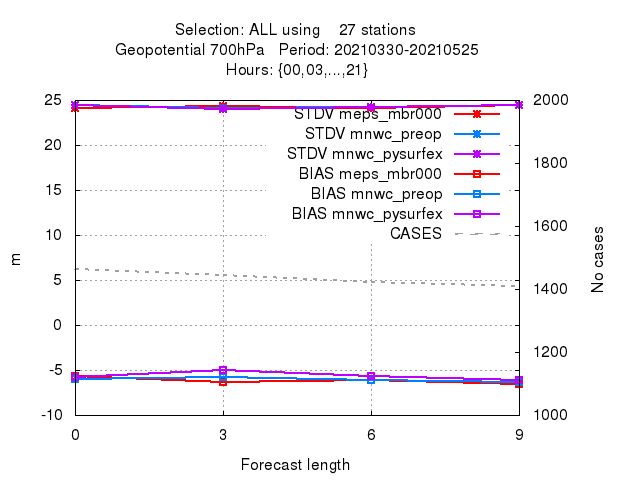 Selection: ALL using    27 stations
Geopotential 700hPa   Period: 20210330-20210525
Hours: {00,03,...,21}
25
20
15
10
5
0
-5
-10
m
STDV meps_mbr000
STDV mnwc_preop
STDV mnwc_pysurfex
BIAS meps_mbr000
BIAS mnwc_preop
BIAS mnwc_pysurfex
CASES
2000
1800
1600
1400
1200
1000
No cases
0 3 6 9
Forecast length